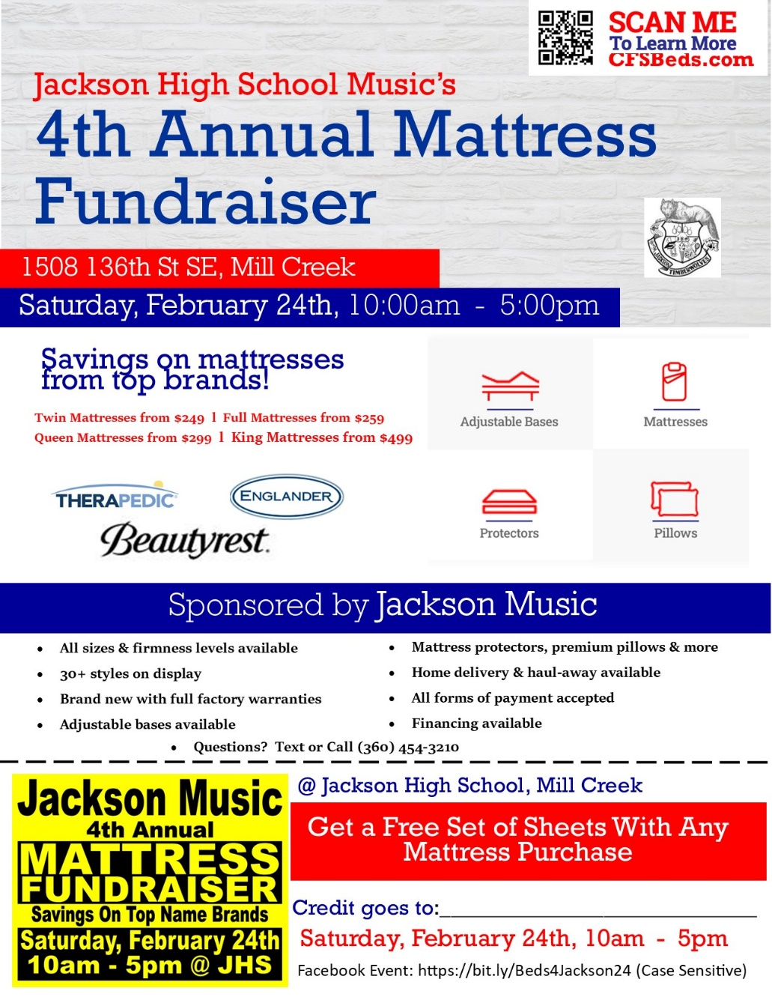 SCAN ME
To Learn More
CFSBeds.com
Jackson High School Music's
4th Annual Mattress
Fundraiser
JACKSON TIMBERWOLVES
1508 136th St SE, Mill Creek
Saturday, February 24th, 10:00am - 5:00pm
Savings on mattresses
from top brands!
Twin Mattresses from $249 l Full Mattresses from $259
Queen Mattresses from $299 l King Mattresses from $499
THERAPEDIC
ENGLANDER
Beautyrest.
Adjustable Bases
Mattresses
Protectors
Pillows
Sponsored by Jackson Music
• All sizes & firmness levels available
• 30+ styles on display
• Brand new with full factory warranties
• Adjustable bases available
• Mattress protectors, premium pillows & more
• Home delivery & haul-away available
• All forms of payment accepted
• Financing available
• Questions? Text or Call (360) 454-3210
Jackson Music
4th Annual
MATTRESS
FUNDRAISER
Savings On Top Name Brands
Saturday, February 24th
10am - 5pm @ JHS
@ Jackson High School, Mill Creek
Get a Free Set of Sheets With Any
Mattress Purchase
Credit goes to:______________________________
Saturday, February 24th, 10am - 5pm
Facebook Event: https://bit.ly/Beds4Jackson24 (Case Sensitive)